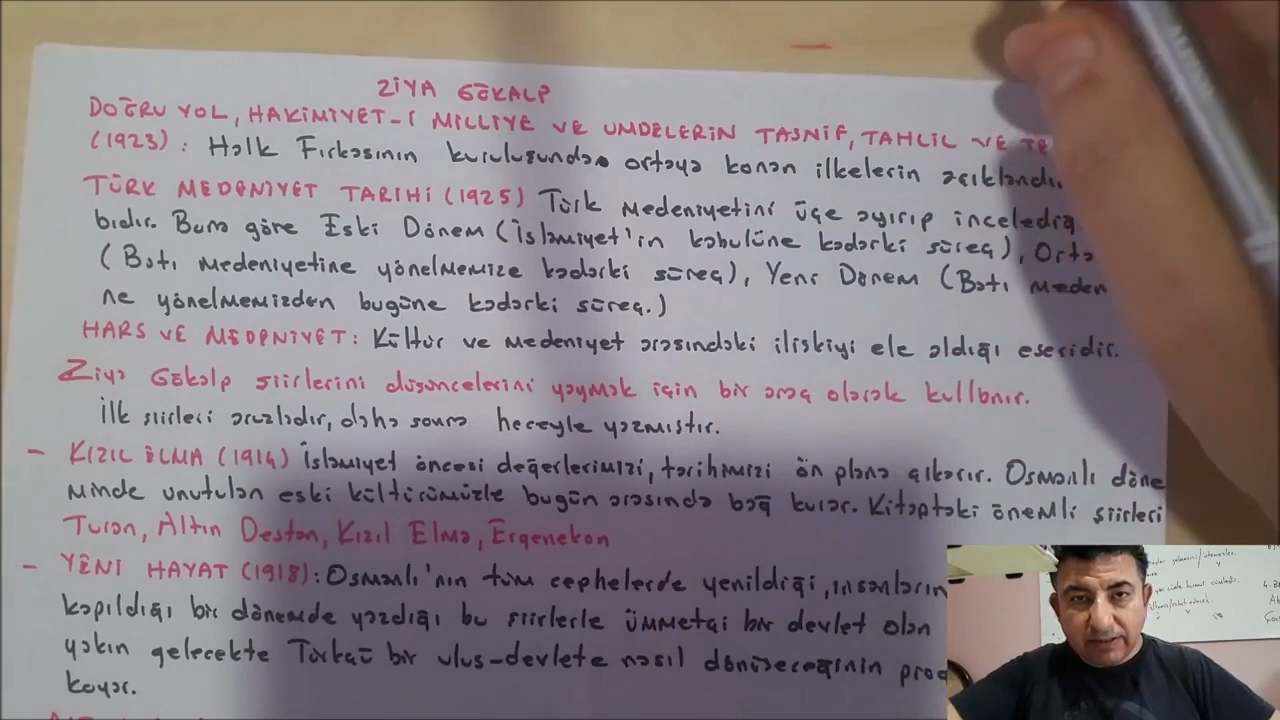 ZİYA GÖKALP
DOĞRU YOL, HAKİMİYET-İ MİLLİYE VE UMDELERİN TASNİF, TAHLİL VE TE
(1923): Halk Fırkasının kuruluşunda ortaya konan ilkelerin açıkland
TÜRK MEDENİYET TARİHİ (1925) Türk Medeniyetini üçe ayırıp incelediğ
bıdır. Buna göre Eski Dönem (İslamiyet'in kabulüne kadarki süreç), Orta
(Batı Medeniyetine yönelmemize kadarki süreç), Yeni Dönem (Batı Meden
ne yönelmemizden bugüne kadarki süreç.)
HARS VE MEDENİYET: Kültür ve Medeniyet arasındaki ilişkiyi ele aldığı eseridir.
Ziya Gökalp şiirlerini düşüncelerini yaymak için bir araç olarak kullanır.
İlk şiirleri aruzladır, daha sonra heceyle yazmıştır.
- KIZIL ELMA (1914) İslamiyet öncesi değerlerimizi, tarihimizi ön plana çıkarır. Osmanlı döne
minde unutulan eski kültürümüzle bugün arasında bağ kurar. Kitaptaki önemli şiirleri
Turan, Altın Destan, Kızıl Elma, Ergenekon
- YENİ HAYAT (1918): Osmanlı'nın tüm cephelerde yenildiği, insanların
kapıldığı bir dönemde yazdığı bu şiirlerle ümmetçi bir devlet olan
yakın gelecekte Türkçü bir ulus-devlete nasıl dönüşeceğinin pro
koyar.